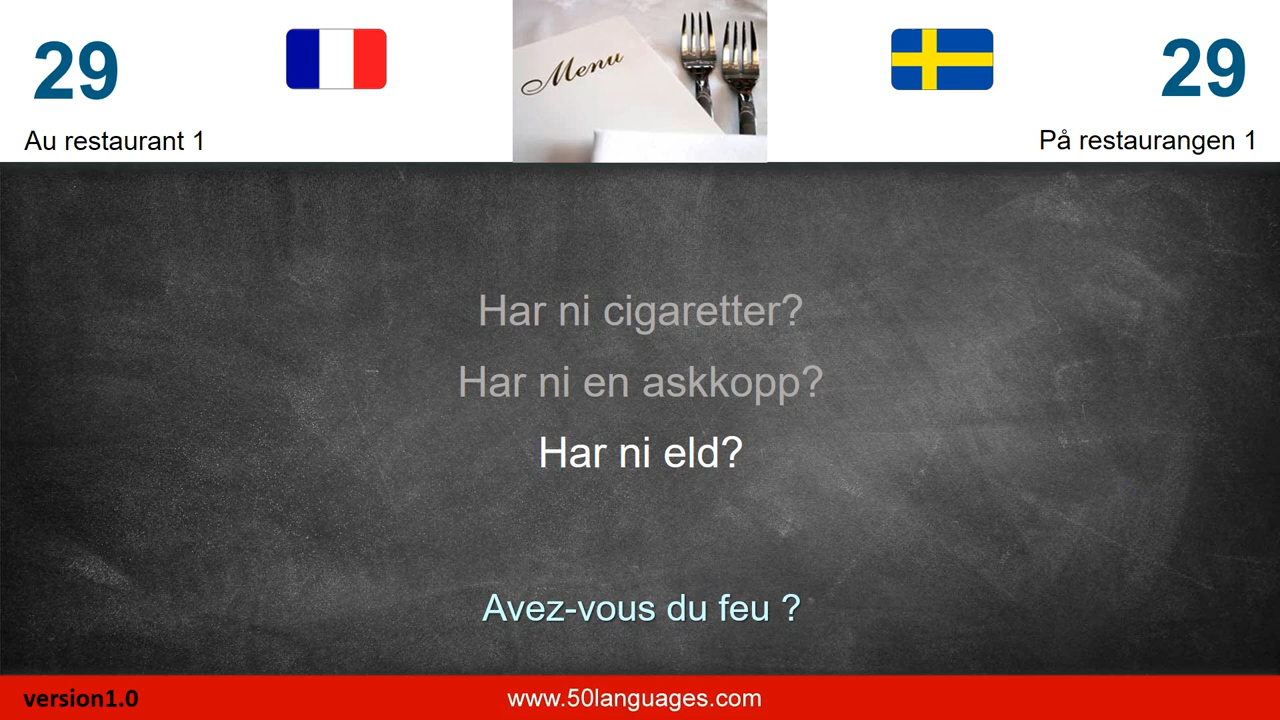 29
29
Au restaurant 1
Menu
På restaurangen 1
Har ni cigaretter?
Har ni en askkopp?
Har ni eld?
Avez-vous du feu ?
version1.0
www.50languages.com